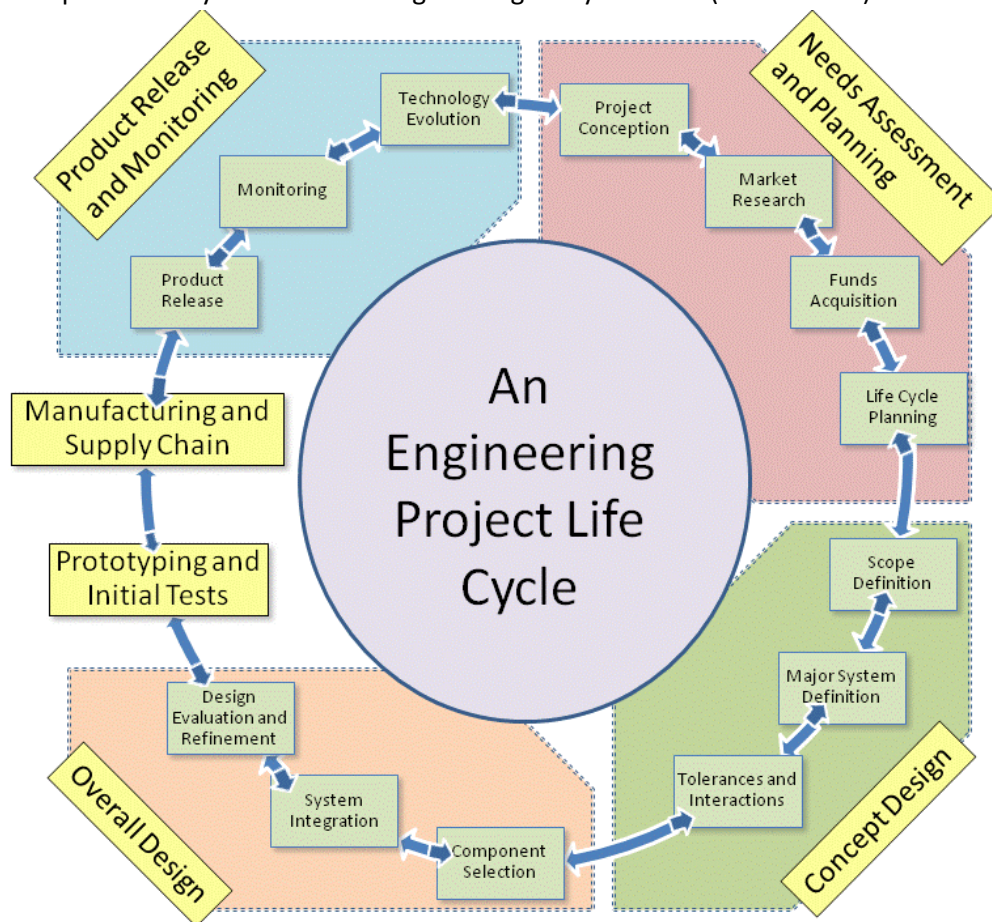 Product Release
and Monitoring
Needs Assessment
and Planning
Technology
Evolution
Project
Conception
Monitoring
Market
Research
Product
Release
Funds
Acquisition
Manufacturing and
Supply Chain
An
Engineering
Project Life
Cycle
Life Cycle
Planning
Prototyping and
Initial Tests
Scope
Definition
Design
Evaluation and
Refinement
Major System
Definition
System
Integration
Tolerances and
Interactions
Component
Selection
Overall Design
Concept Design